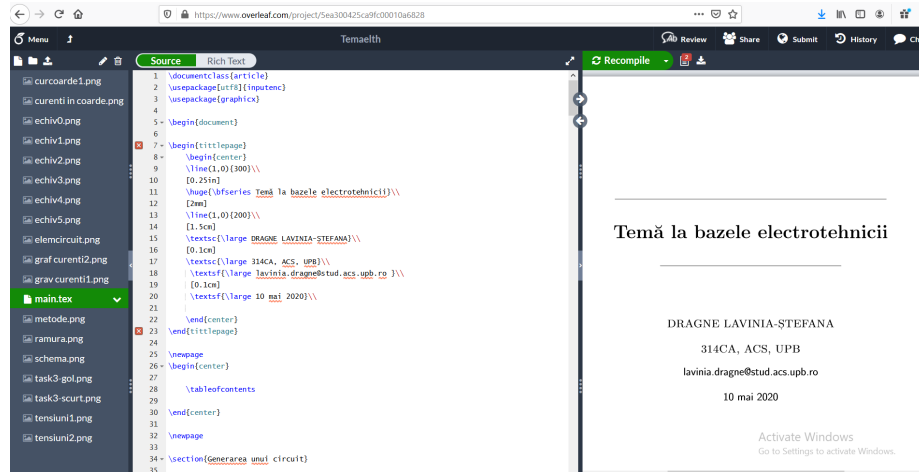 https://www.overleaf.com/project/5ea300425ca9fc00010a6828
Menu
Temaelth
Review
Share
Submit
History
Ch
Source
Rich Text
Recompile
2
curcoarde1.png
curenti in coarde.png
echiv0.png
echiv1.png
echiv2.png
echiv3.png
echiv4.png
echiv5.png
elemcircuit.png
graf curenti2.png
grav curenti1.png
main.tex
metode.png
ramura.png
schema.png
task3-gol.png
task3-scurt.png
tensiuni1.png
tensiuni2.png
1 \documentclass{article}
2 \usepackage[utf8]{inputenc}
3 \usepackage{graphicx}
4
5 \begin{document}
6
7 \begin{tittlepage}
8 \begin{center}
9 \line(1,0){300}\\
10 [0.25in]
11 \huge{\bfseries Temă la bazele electrotehnicii}\\
12 [2mm]
13 \line(1,0){200}\\
14 [1.5cm]
15 \textsc{\large DRAGNE LAVINIA-ȘTEFANA}\\
16 [0.1cm]
17 \textsc{\large 314CA, ACS, UPB}\\
18 \textsf{\large lavinia.dragne@stud.acs.upb.ro }\\
19 [0.1cm]
20 \textsf{\large 10 mai 2020}\\
21
22 \end{center}
23 \end{tittlepage}
24
25 \newpage
26 \begin{center}
27
28 \tableofcontents
29
30 \end{center}
31
32 \newpage
33
34 \section{Generarea unui circuit}
35
Temă la bazele electrotehnicii
DRAGNE LAVINIA-ȘTEFANA
314CA, ACS, UPB
lavinia.dragne@stud.acs.upb.ro
10 mai 2020
Activate Windows
Go to Settings to activate Windows.